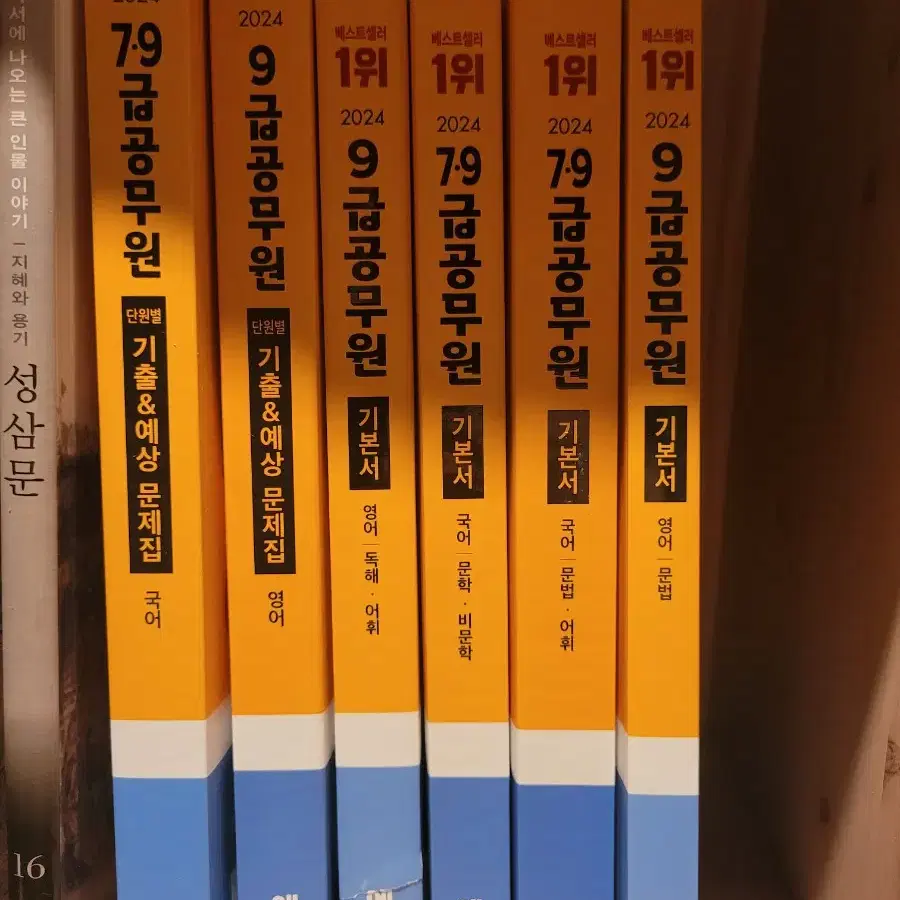 서에 나오는 큰 인물 이야기 - 지혜와 용기
성삼문
16
2024
7·9급공무원
단원별
기출&예상 문제집
국어
2024
9급공무원
단원별
기출&예상 문제집
영어
베스트셀러
1위
2024
9급공무원
기본서
영어 | 독해·어휘
베스트셀러
1위
2024
7·9급공무원
기본서
국어 | 문학·비문학
베스트셀러
1위
2024
7·9급공무원
기본서
국어 | 문법·어휘
베스트셀러
1위
2024
9급공무원
기본서
영어 | 문법